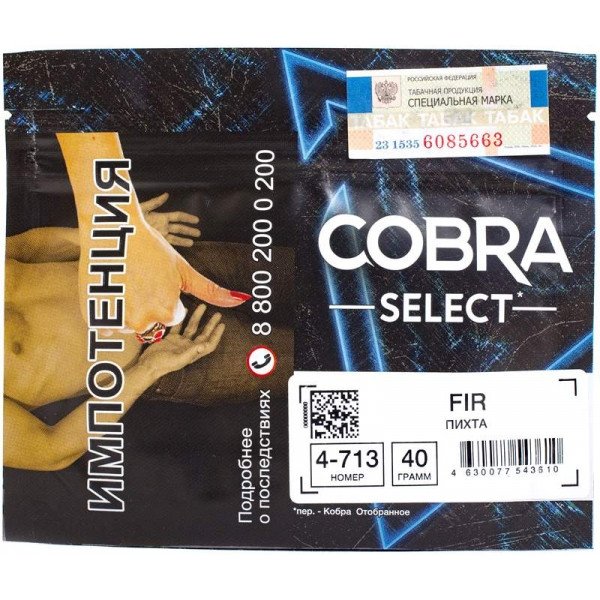 РОССИЙСКАЯ ФЕДЕРАЦИЯ
ТАБАЧНАЯ ПРОДУКЦИЯ
СПЕЦИАЛЬНАЯ МАРКА
ТАБАК ТАБАК ТАБАК
23 1535 6085663
COBRA
SELECT*
FIR
ПИХТА
4-713
НОМЕР
40
ГРАММ
4 630077 543610
*пер. - Кобра Отобранное
ИМПОТЕНЦИЯ
Подробнее
о последствиях 8 800 200 0 200